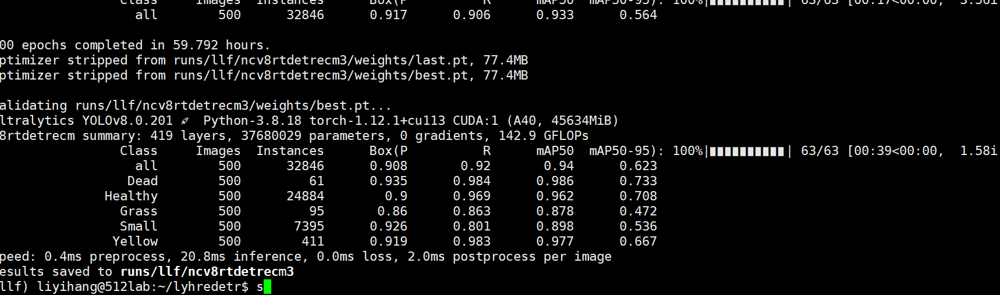 Class Images Instances Box(P R mAP50 mAP50-95): 100%|██████████| 63/63 [00:17<00:00, 3.56i
all 500 32846 0.917 0.906 0.933 0.564
00 epochs completed in 59.792 hours.
ptimizer stripped from runs/llf/ncv8rtdetrecm3/weights/last.pt, 77.4MB
ptimizer stripped from runs/llf/ncv8rtdetrecm3/weights/best.pt, 77.4MB
alidating runs/llf/ncv8rtdetrecm3/weights/best.pt...
ltralytics YOLOv8.0.201 🚀 Python-3.8.18 torch-1.12.1+cu113 CUDA:1 (A40, 45634MiB)
8rtdetrecm summary: 419 layers, 37680029 parameters, 0 gradients, 142.9 GFLOPs
Class Images Instances Box(P R mAP50 mAP50-95): 100%|██████████| 63/63 [00:39<00:00, 1.58i
all 500 32846 0.908 0.92 0.94 0.623
Dead 500 61 0.935 0.984 0.986 0.733
Healthy 500 24884 0.9 0.969 0.962 0.708
Grass 500 95 0.86 0.863 0.878 0.472
Small 500 7395 0.926 0.801 0.898 0.536
Yellow 500 411 0.919 0.983 0.977 0.667
peed: 0.4ms preprocess, 20.8ms inference, 0.0ms loss, 2.0ms postprocess per image
esults saved to runs/llf/ncv8rtdetrecm3
llf) liyihang@512lab:~/lyhredetr$ s